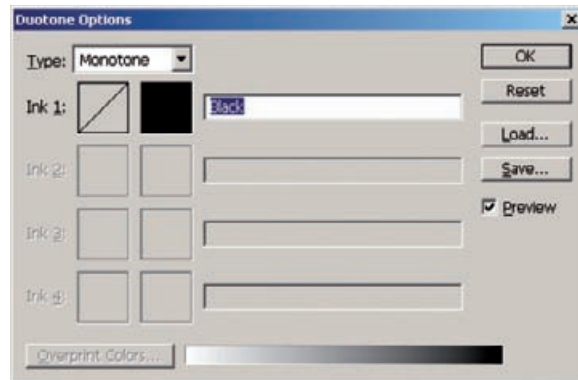 Duotone Options
Type: Monotone
OK
Reset
Ink 1:
Black
Load...
Ink 2:
Save...
Preview
Ink 3:
Ink 4:
Overprint Colors...